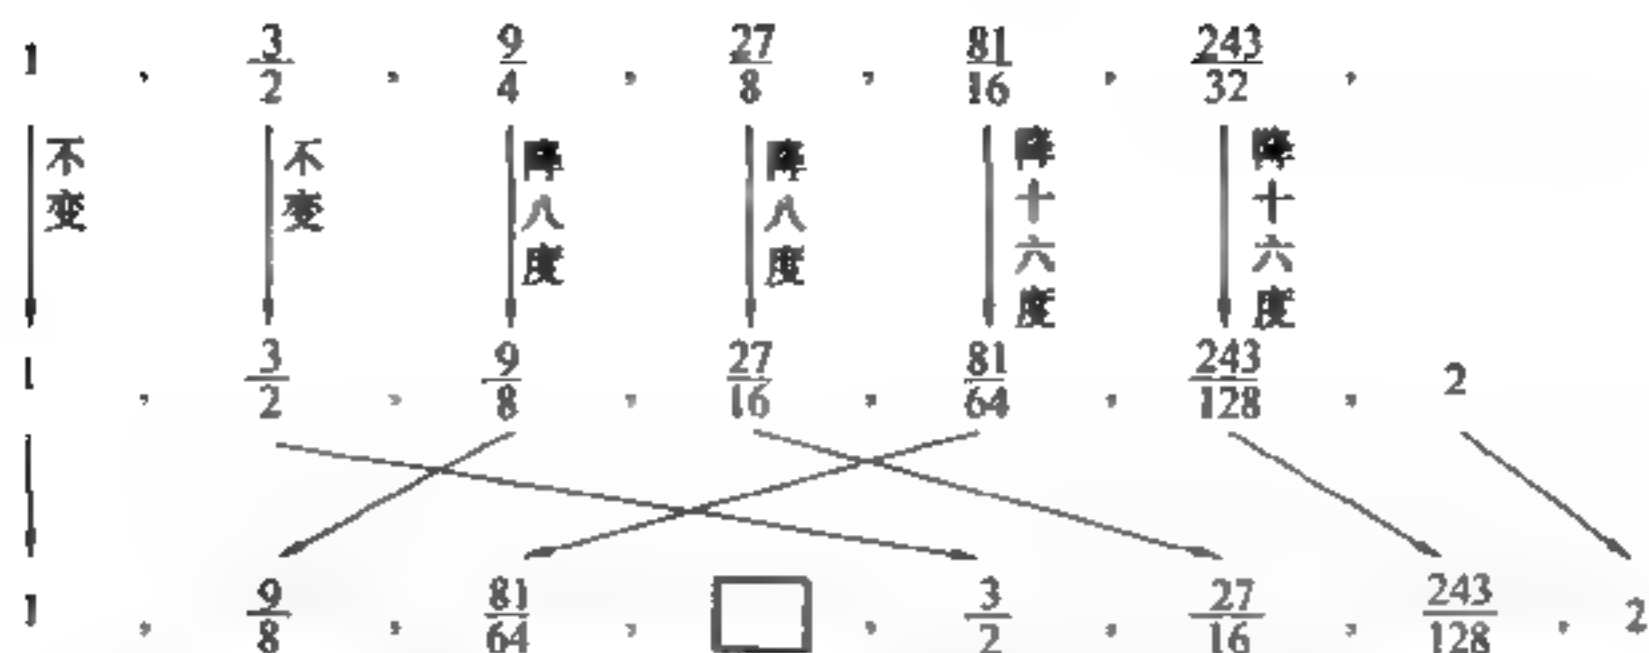 1 , 3/2 , 9/4 , 27/8 , 81/16 , 243/32 ,
不变 不变 降八度 降八度 降十六度 降十六度
1 , 3/2 , 9/8 , 27/16 , 81/64 , 243/128 , 2
1 , 9/8 , 81/64 , □ , 3/2 , 27/16 , 243/128 , 2